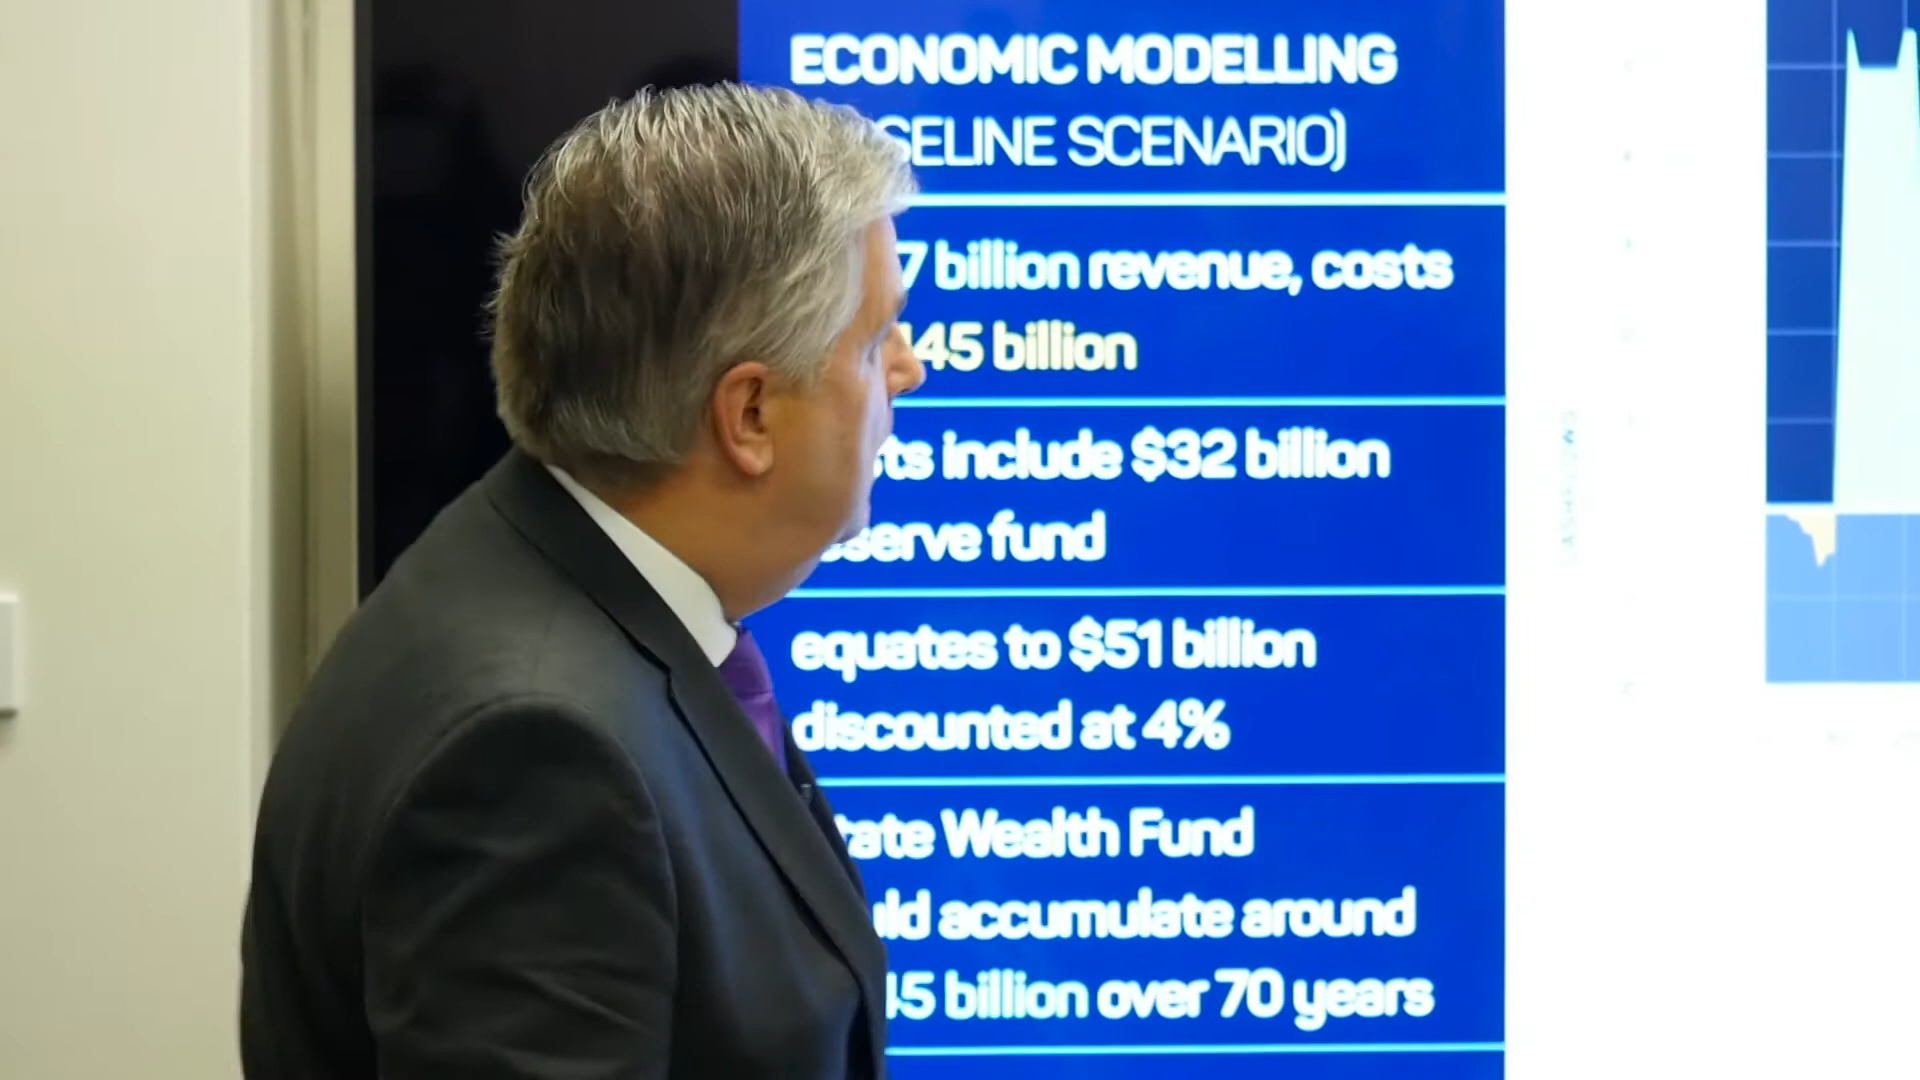 ECONOMIC MODELLING
SELINE SCENARIO)
7 billion revenue, costs
145 billion
ts include $32 billion
serve fund
equates to $51 billion
discounted at 4%
tate Wealth Fund
ld accumulate around
45 billion over 70 years